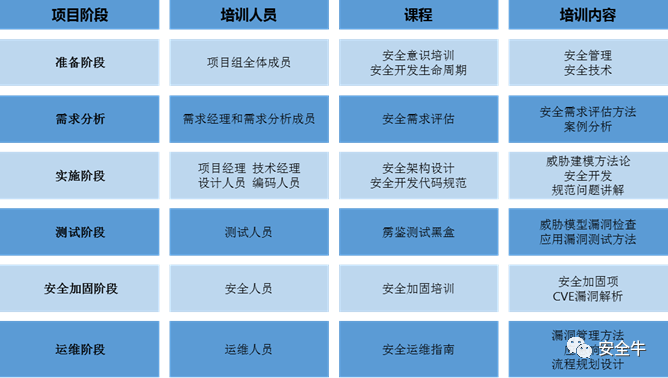 项目阶段 培训人员 课程 培训内容
准备阶段 项目组全体成员 安全意识培训 安全管理
安全开发生命周期 安全技术
需求分析 需求经理和需求分析成员 安全需求评估 安全需求评估方法
案例分析
实施阶段 项目经理 技术经理 安全架构设计 威胁建模方法论
设计人员 编码人员 安全开发代码规范 安全开发
规范问题讲解
测试阶段 测试人员 雳鉴测试黑盒 威胁模型漏洞检查
应用漏洞测试方法
安全加固阶段 安全人员 安全加固培训 安全加固项
CVE漏洞解析
运维阶段 运维人员 安全运维指南 漏洞管理方法
流程规划设计
安全牛